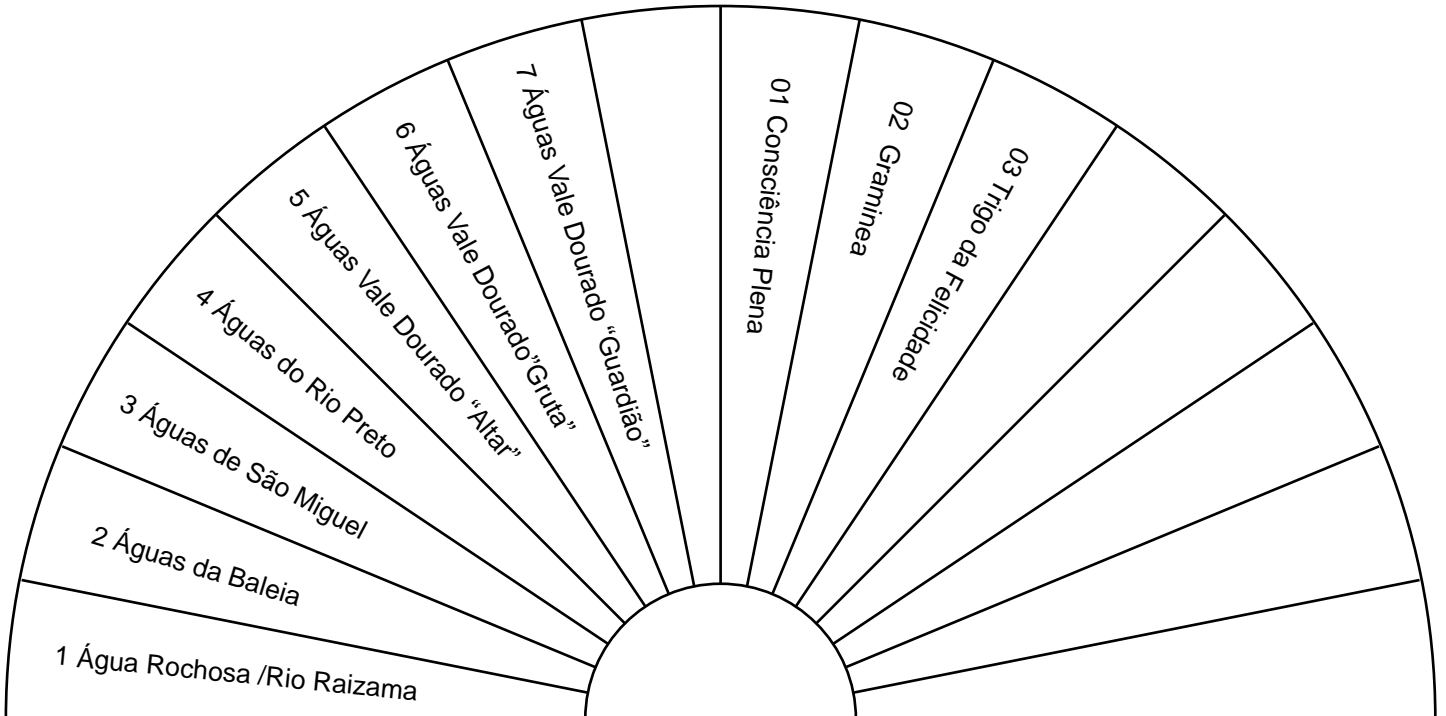 1 Água Rochosa /Rio Raizama
2 Águas da Baleia
3 Águas de São Miguel
4 Águas do Rio Preto
5 Águas Vale Dourado “Altar”
6 Águas Vale Dourado”Gruta”
7 Águas Vale Dourado “Guardião”
01 Consciência Plena
02 Graminea
03 Trigo da Felicidade